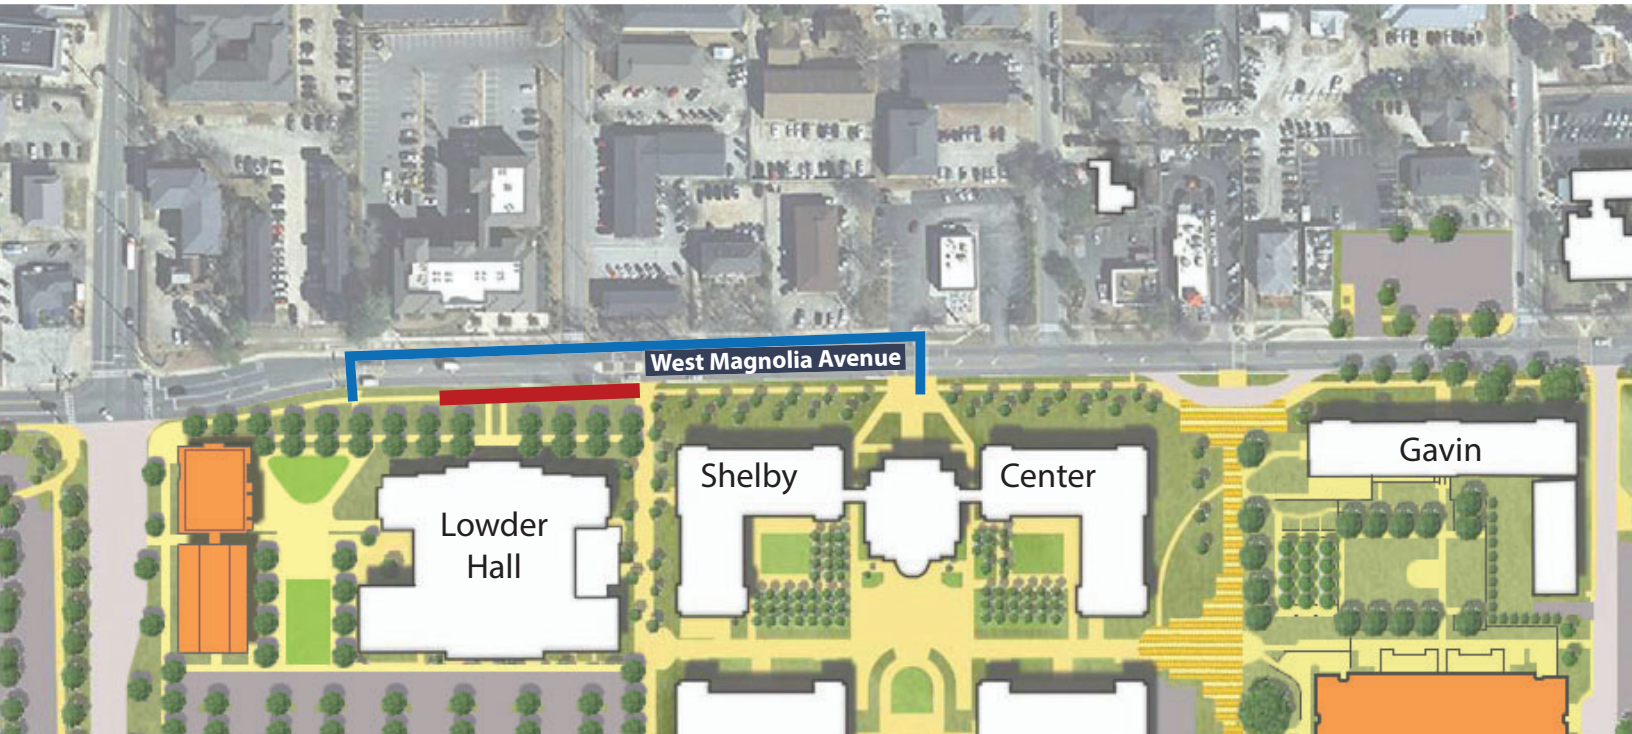 West Magnolia Avenue
Gavin
Shelby
Center
Lowder
Hall